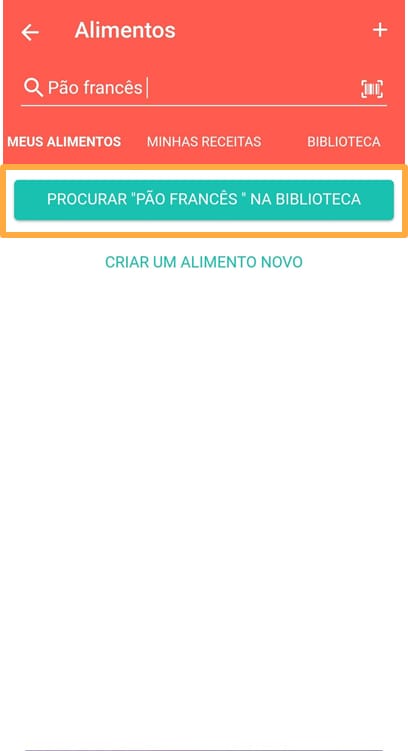 Alimentos
Pão francês
MEUS ALIMENTOS MINHAS RECEITAS BIBLIOTECA
PROCURAR "PÃO FRANCÊS " NA BIBLIOTECA
CRIAR UM ALIMENTO NOVO